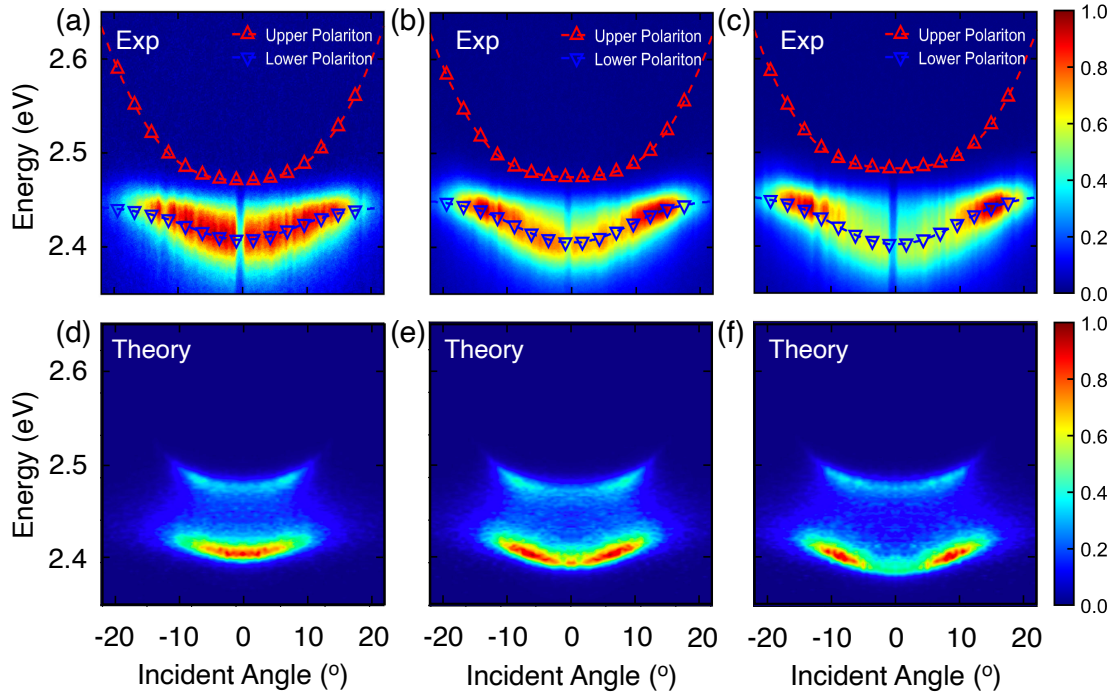 (a) Exp Upper Polariton Lower Polariton
(b) Exp Upper Polariton Lower Polariton
(c) Exp Upper Polariton Lower Polariton
Energy (eV)
2.6
2.5
2.4
1.0
0.8
0.6
0.4
0.2
0.0
(d) Theory
(e) Theory
(f) Theory
Energy (eV)
2.6
2.5
2.4
1.0
0.8
0.6
0.4
0.2
0.0
-20 -10 0 10 20
-20 -10 0 10 20
-20 -10 0 10 20
Incident Angle (º)
Incident Angle (º)
Incident Angle (º)